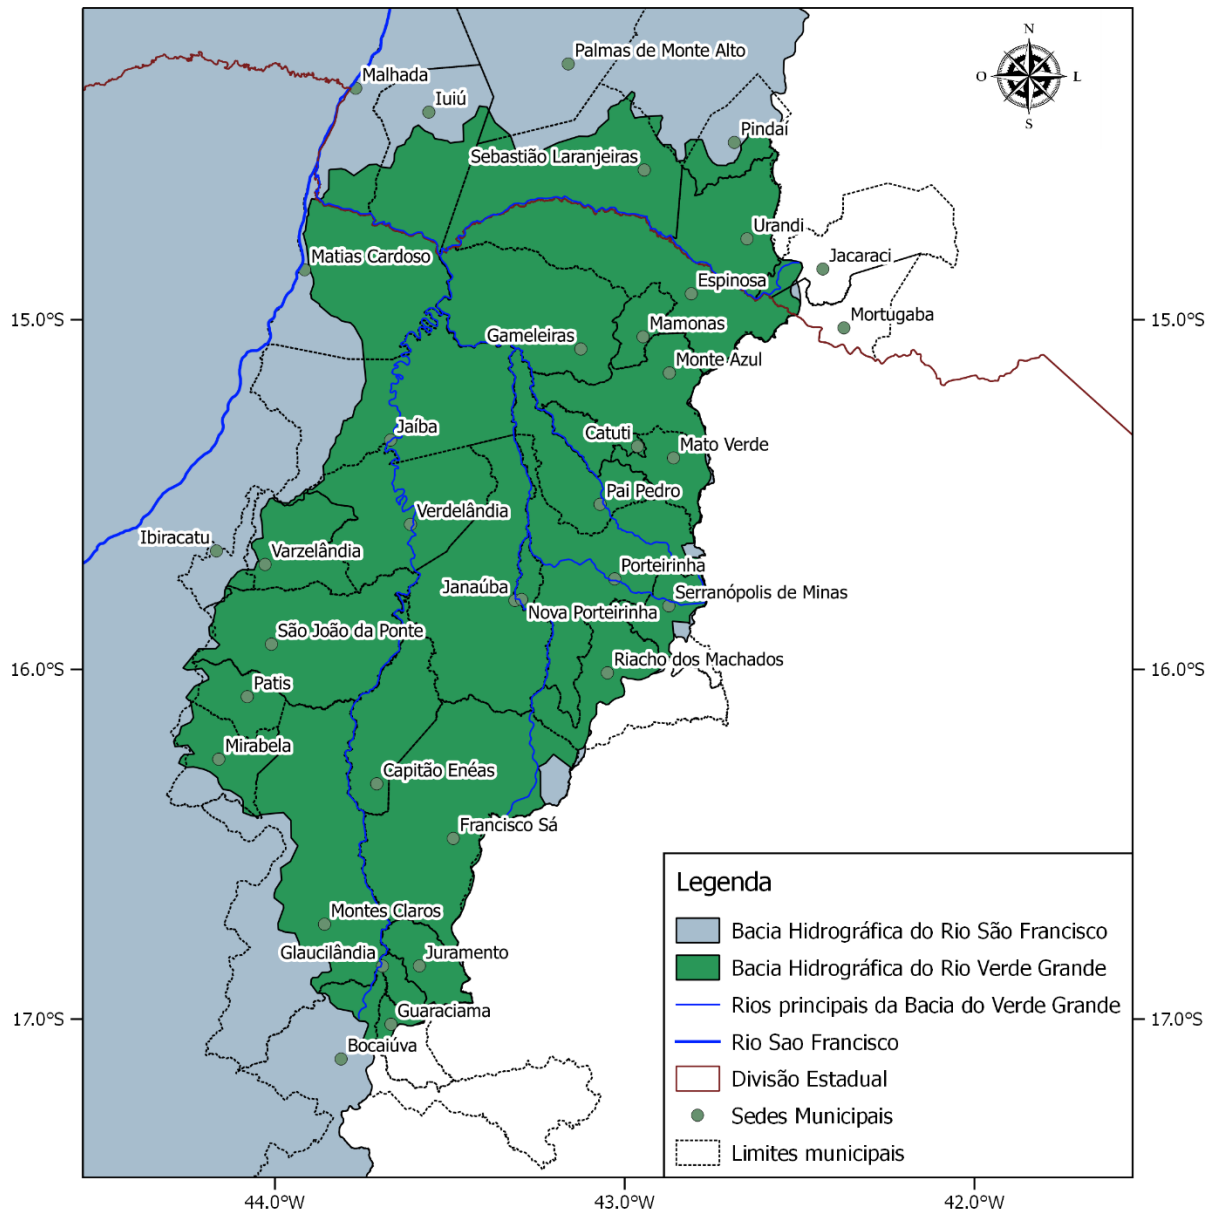 Palmas de Monte Alto
N
Malhada
O
L
Iuiú
S
Pindaí
Sebastião Laranjeiras
Urandi
Matias Cardoso
Jacaraci
Espinosa
15.0°S
Mamonas
Mortugaba
15.0°S
Gameleiras
Monte Azul
Jaíba
Catuti
Mato Verde
Pai Pedro
Verdelândia
Ibiracatu
Varzelândia
Porteirinha
Janaúba
Serranópolis de Minas
Nova Porteirinha
São João da Ponte
Riacho dos Machados
16.0°S
16.0°S
Patis
Mirabela
Capitão Enéas
Francisco Sá
Legenda
Montes Claros
Bacia Hidrográfica do Rio São Francisco
Glaucilândia
Juramento
Bacia Hidrográfica do Rio Verde Grande
Rios principais da Bacia do Verde Grande
Guaraciama
17.0°S
17.0°S
Bocaiúva
Rio Sao Francisco
Divisão Estadual
Sedes Municipais
Limites municipais
44.0°W
43.0°W
42.0°W